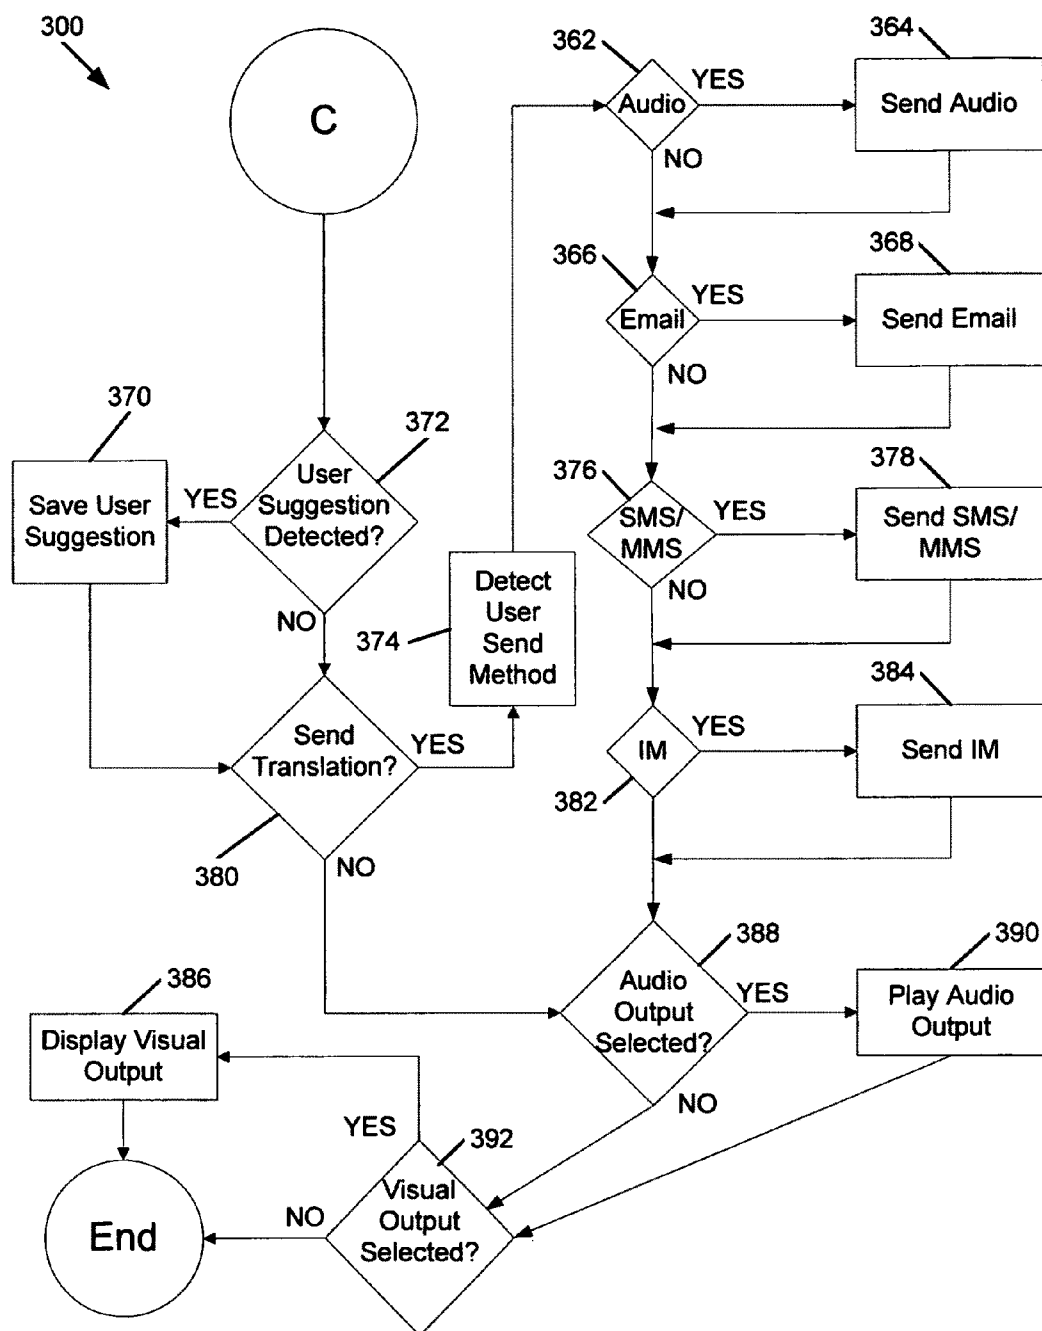 300
C
362
Audio
YES
NO
364
Send Audio
366
Email
YES
NO
368
Send Email
370
Save User
Suggestion
YES
372
User
Suggestion
Detected?
NO
374
Detect
User
Send
Method
376
SMS/
MMS
YES
NO
378
Send SMS/
MMS
Send
Translation?
YES
380
NO
IM
YES
382
384
Send IM
386
Display Visual
Output
388
Audio
Output
Selected?
YES
NO
390
Play Audio
Output
YES
392
Visual
Output
Selected?
NO
End